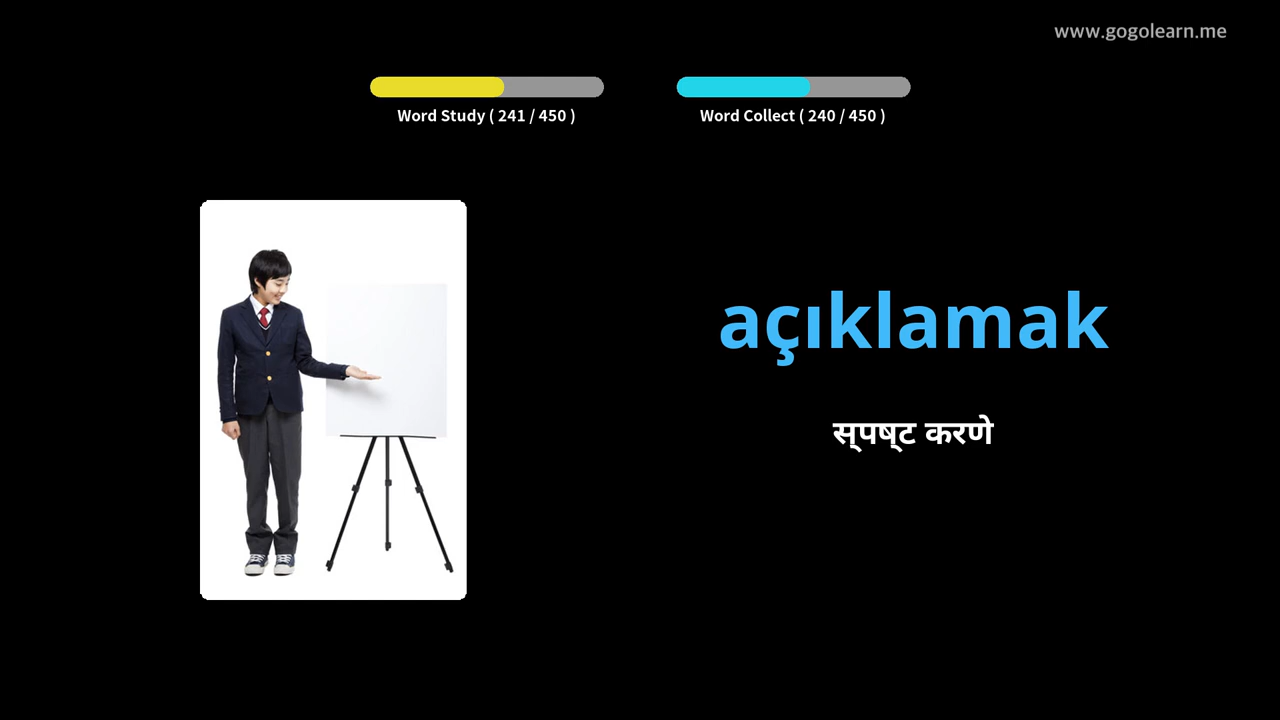 www.gogolearn.me
Word Study ( 241 / 450 )
Word Collect ( 240 / 450 )
açıklamak
स्पष्ट करणे